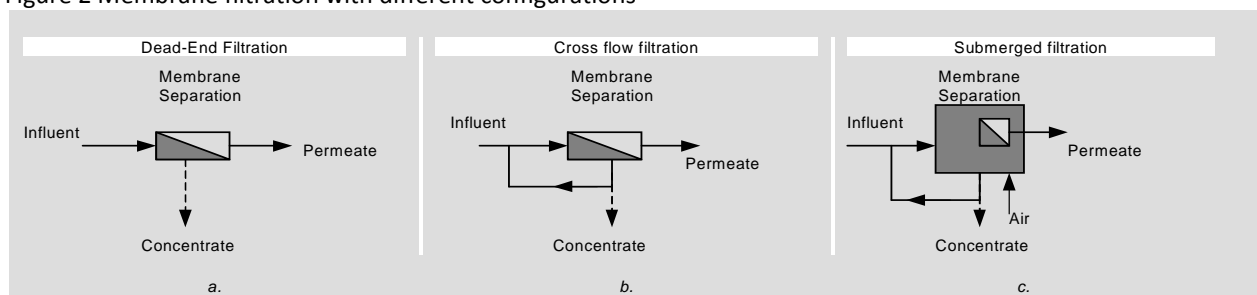 Figure 2 Membrane filtration with different configurations
Dead-End Filtration
Membrane
Separation
Influent
Permeate
Concentrate
a.
Cross flow filtration
Membrane
Separation
Influent
Permeate
Concentrate
b.
Submerged filtration
Membrane
Separation
Influent
Permeate
Air
Concentrate
c.